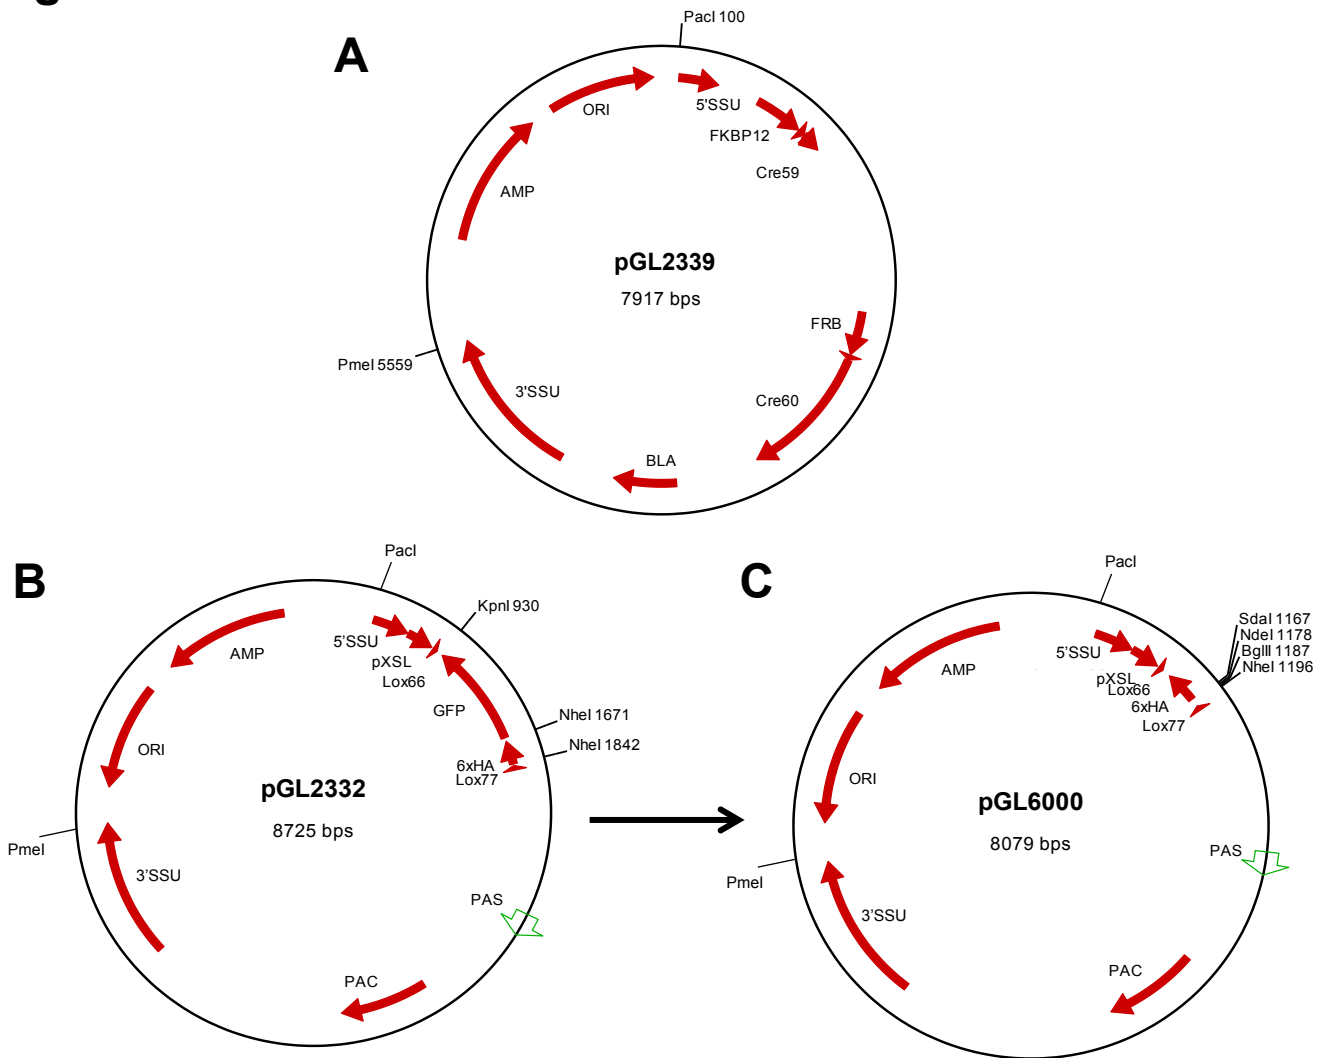 A
PacI 100
ORI
5'SSU
FKBP12
Cre59
AMP
pGL2339
7917 bps
FRB
PmeI 5559
3'SSU
Cre60
BLA
B
PacI
KpnI 930
AMP
5'SSU
pXSL
Lox66
GFP
NheI 1671
NheI 1842
6xHA
Lox77
ORI
pGL2332
8725 bps
PmeI
3'SSU
PAS
PAC
C
PacI
SdaI 1167
NdeI 1178
BglII 1187
NheI 1196
AMP
5'SSU
pXSL
Lox66
6xHA
Lox77
ORI
pGL6000
8079 bps
PAS
PmeI
3'SSU
PAC